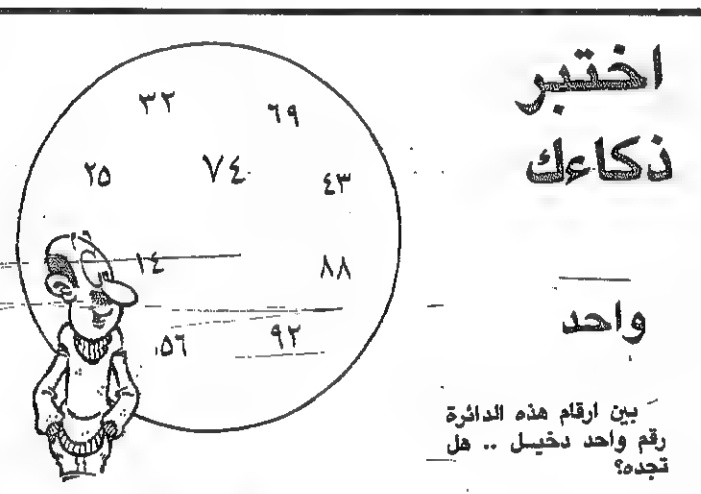 اختبر
ذكاءك
واحد
بين ارقام هذه الدائرة
رقم واحد دخيل .. هل
تجده؟
٣٢
٦٩
٢٥
٧٤
٤٣
١٤
٨٨
٥٦
٩٢